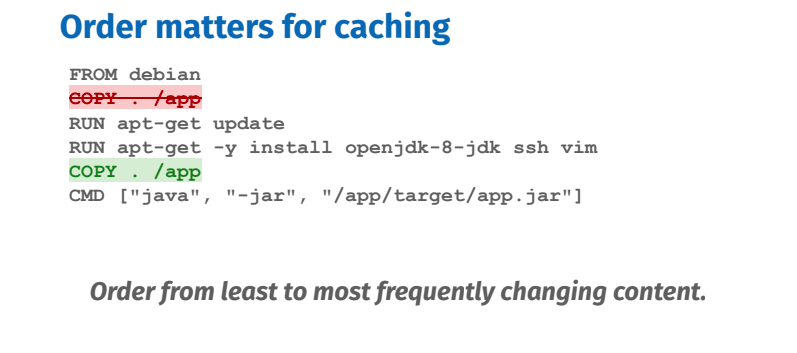 Order matters for caching
FROM debian
COPY . /app
RUN apt-get update
RUN apt-get -y install openjdk-8-jdk ssh vim
COPY . /app
CMD ["java", "-jar", "/app/target/app.jar"]
Order from least to most frequently changing content.